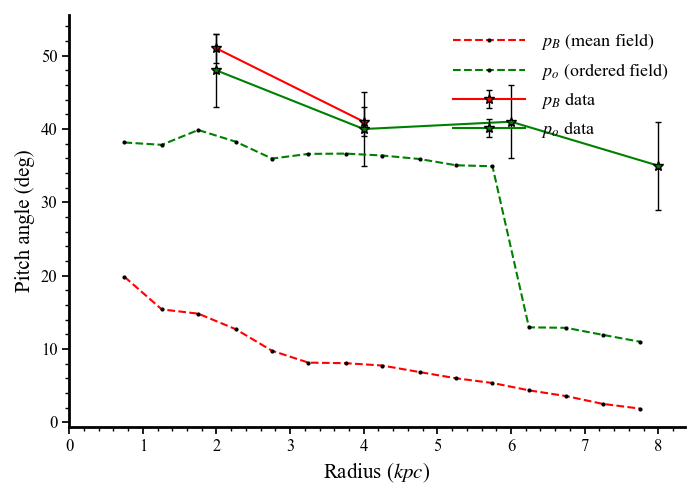 p_B (mean field)
p_o (ordered field)
p_B data
p_o data
Pitch angle (deg)
50
40
30
20
10
0
0 1 2 3 4 5 6 7 8
Radius (kpc)